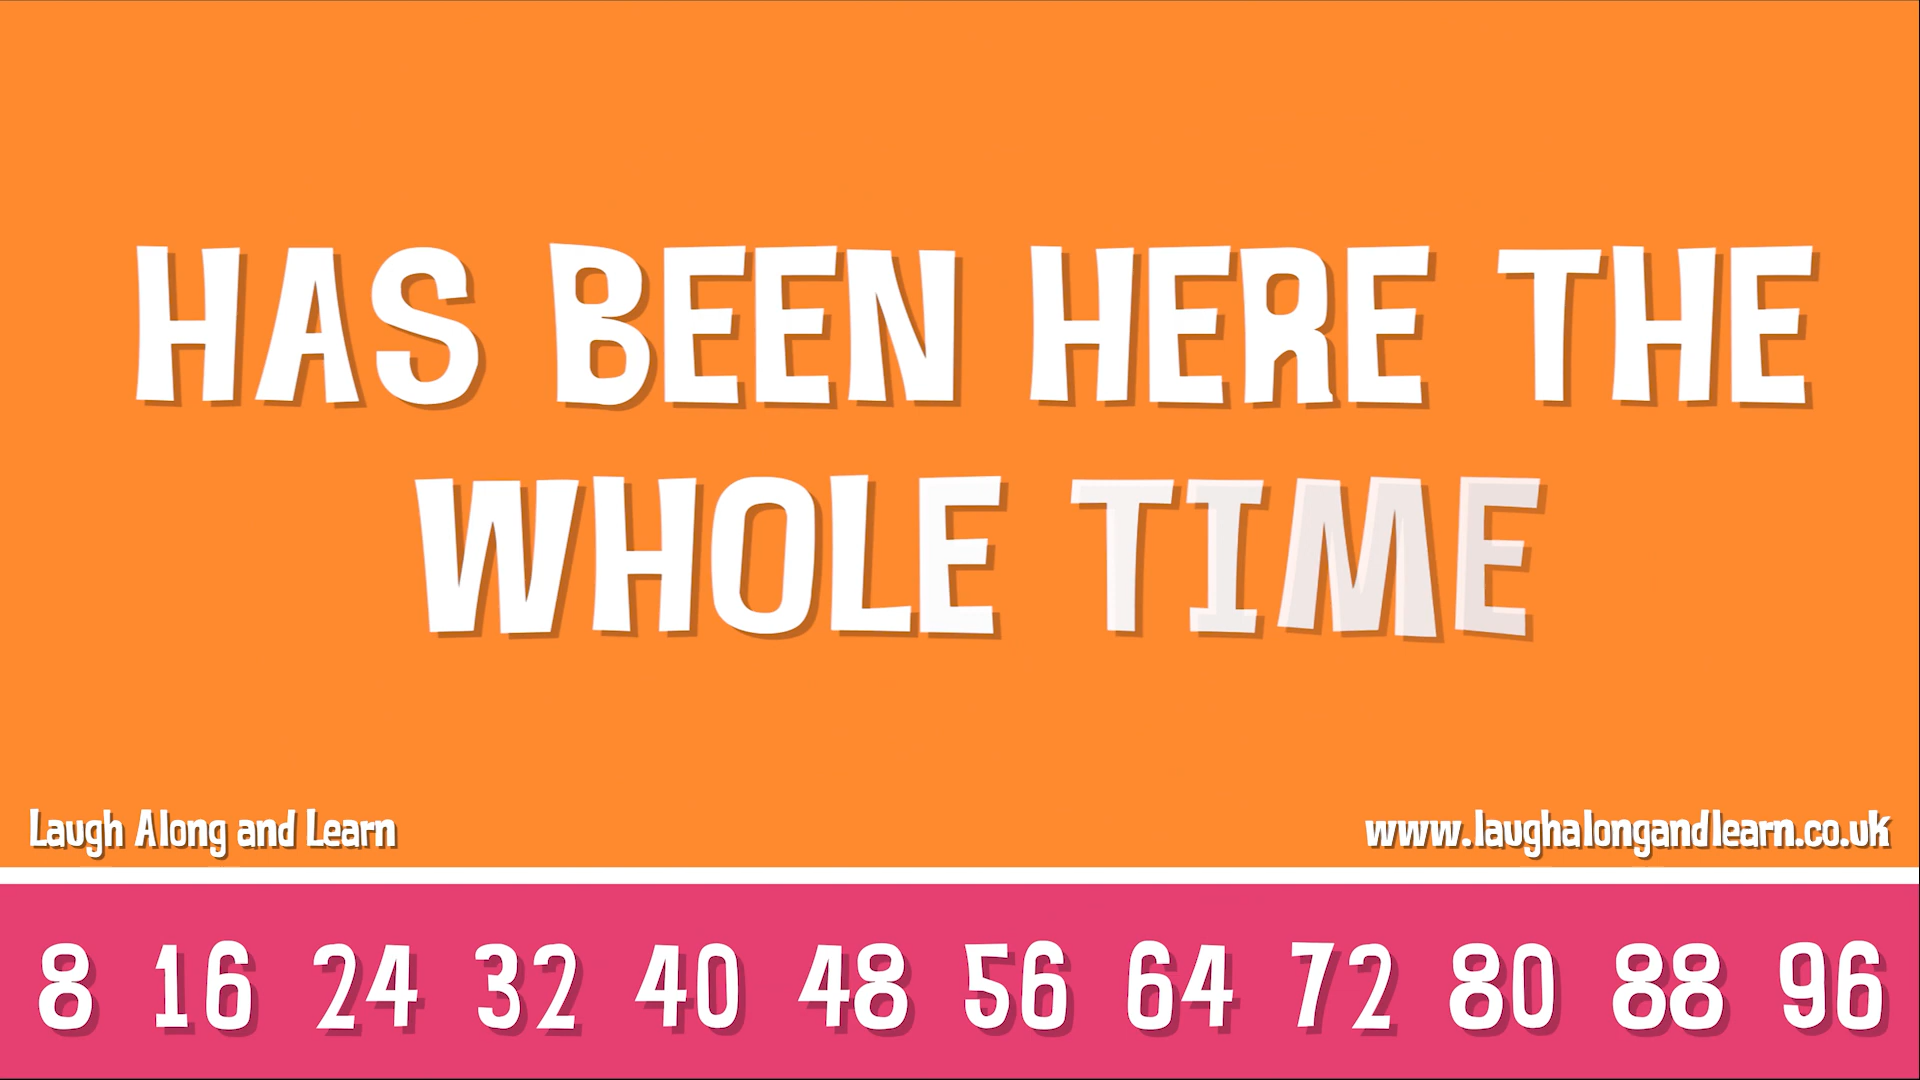 HAS BEEN HERE THE
WHOLE TIME
Laugh Along and Learn
www.laughalongandlearn.co.uk
8 16 24 32 40 48 56 64 72 80 88 96